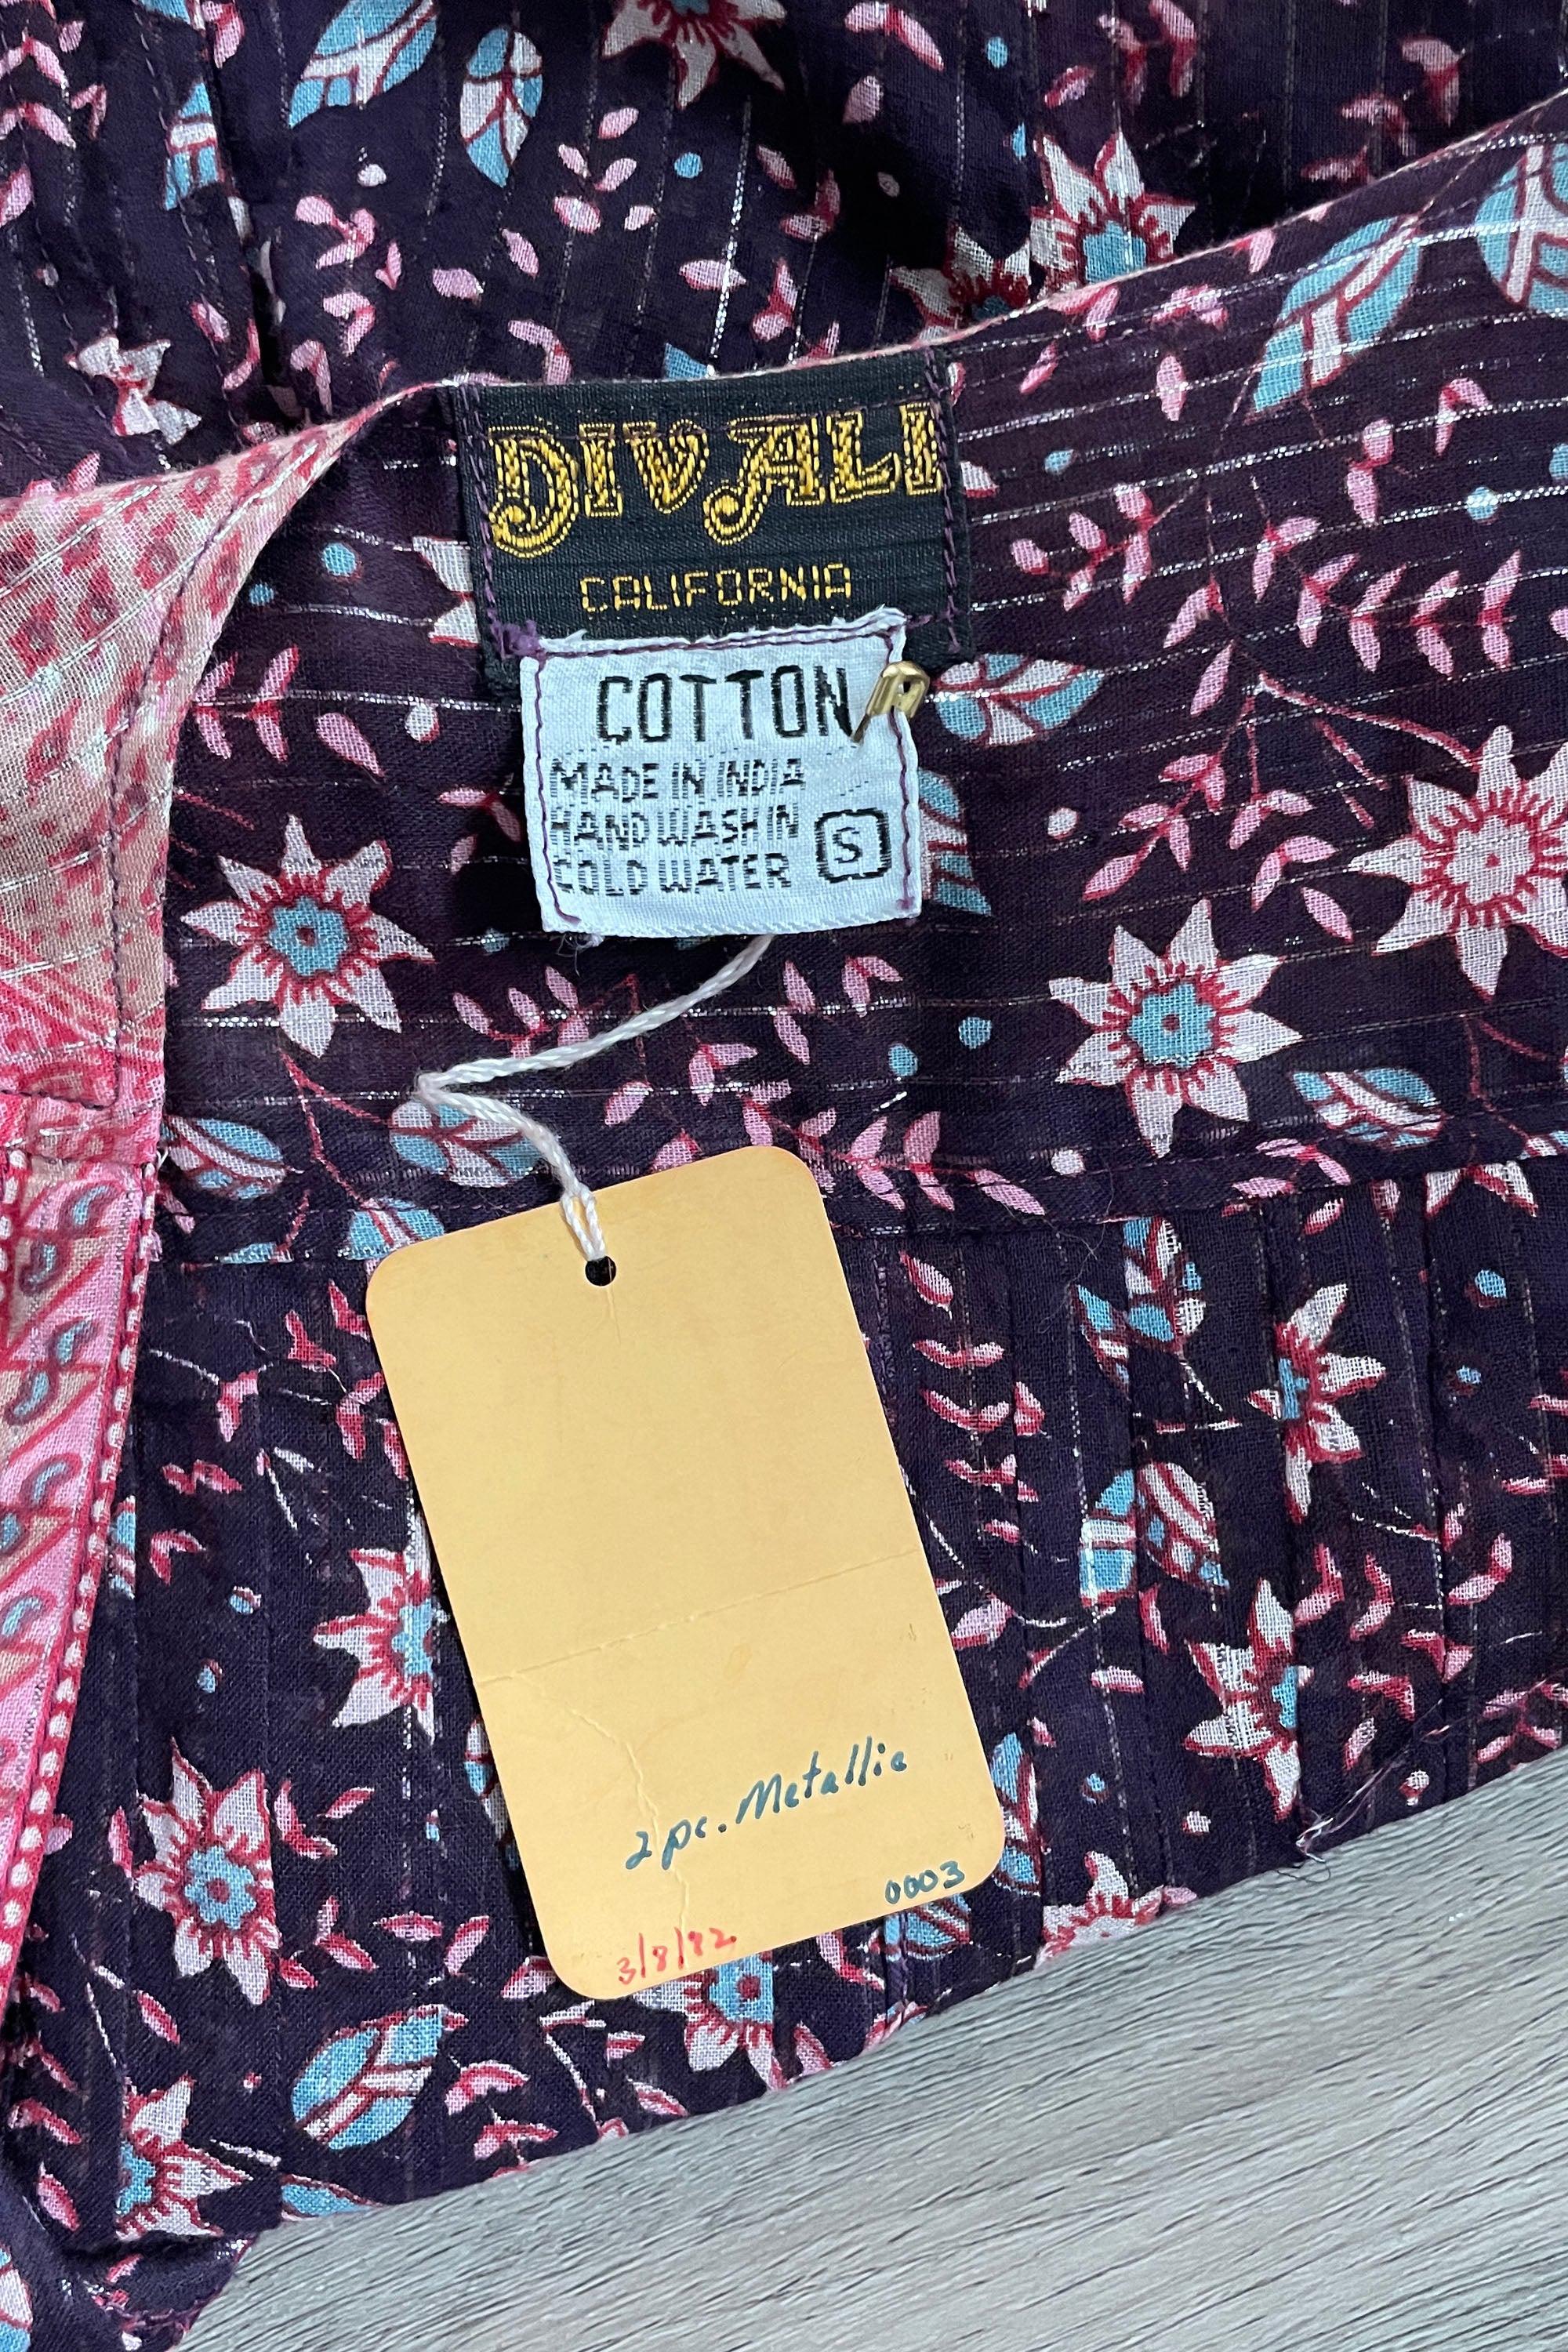 DIVALI
CALIFORNIA
COTTON
MADE IN INDIA
HAND WASH IN
COLD WATER
S
2 pc. Metallic
0003
3/8/82